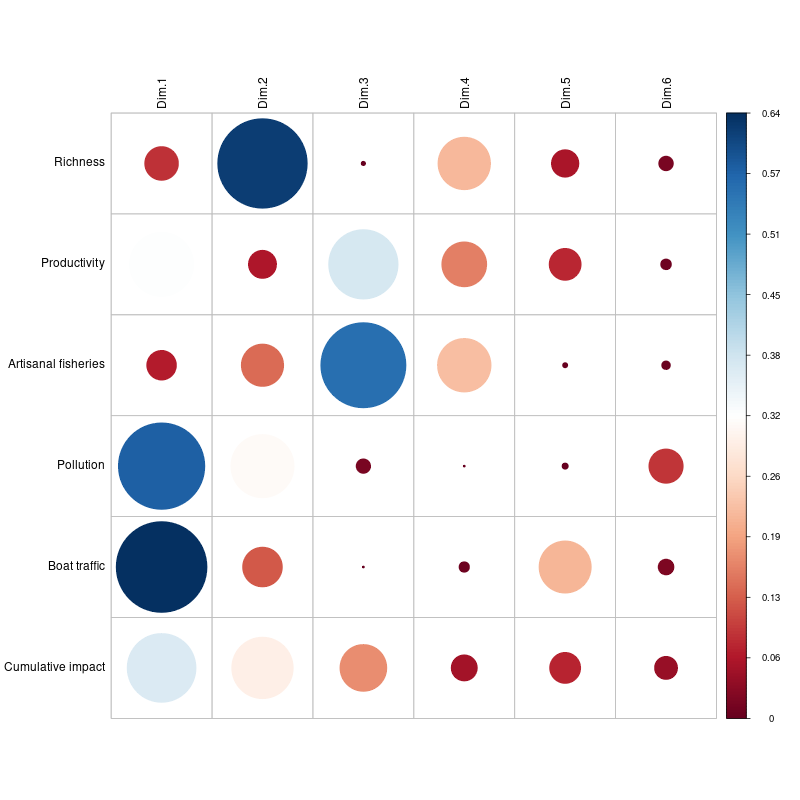 Dim.1 Dim.2 Dim.3 Dim.4 Dim.5 Dim.6
Richness
Productivity
Artisanal fisheries
Pollution
Boat traffic
Cumulative impact
0.64
0.57
0.51
0.45
0.38
0.32
0.26
0.19
0.13
0.06
0